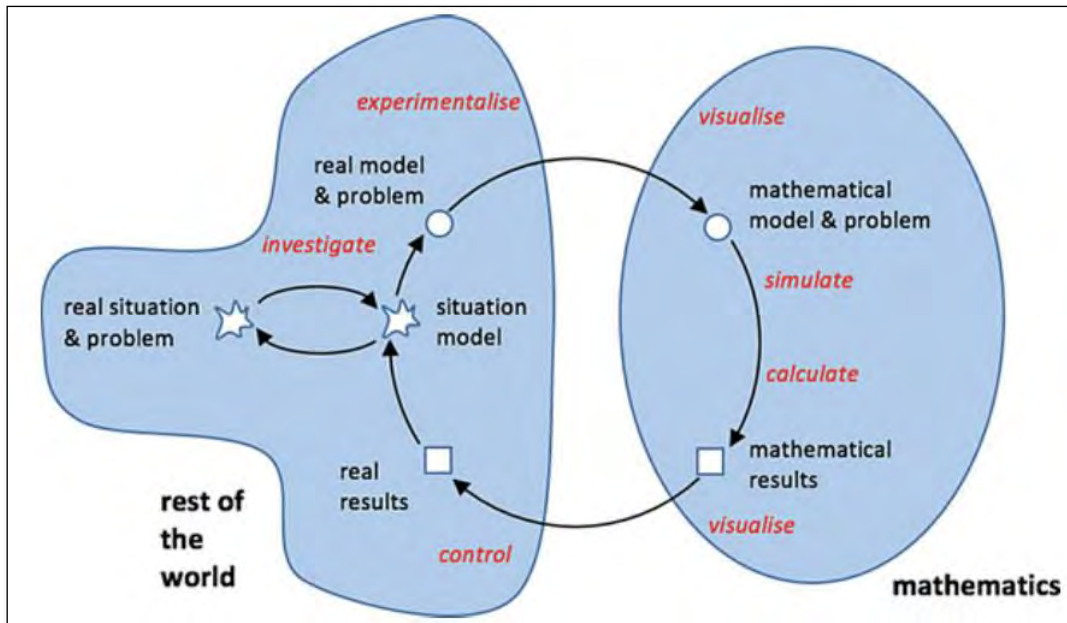 experimentalise
visualise
real model
& problem
mathematical
model & problem
investigate
simulate
real situation
& problem
situation
model
calculate
mathematical
results
real
results
rest of
the
world
visualise
control
mathematics